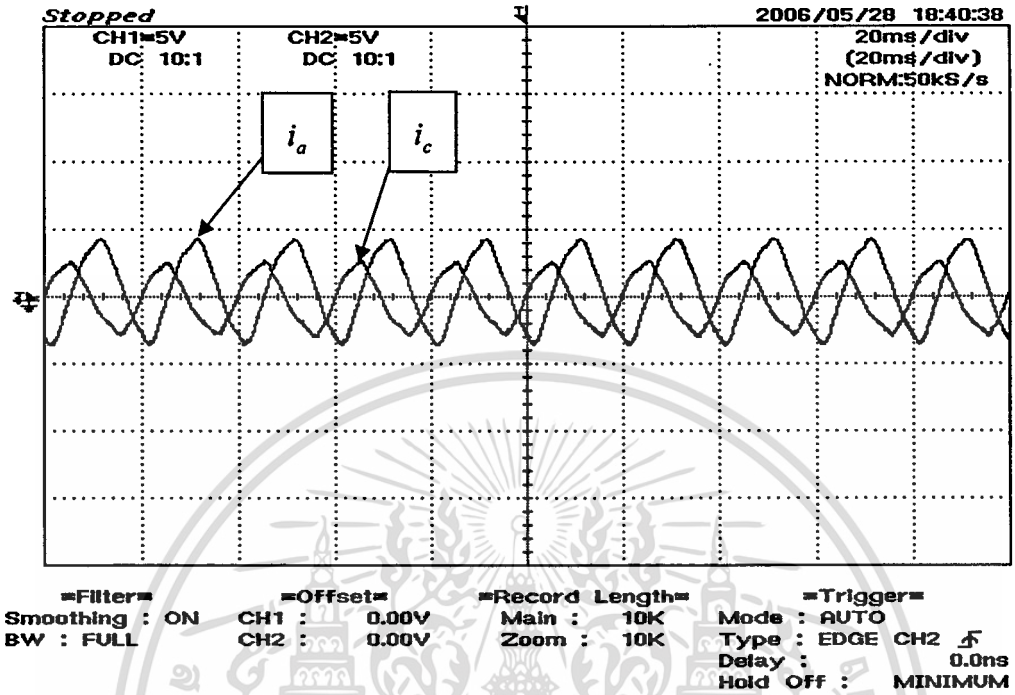 Stopped 2006/05/28 18:40:38
CH1=5V CH2=5V 20ms/div
DC 10:1 DC 10:1 (20ms/div)
NORM:50kS/s
i_a i_c
=Filter= =Offset= =Record Length= =Trigger=
Smoothing : ON CH1 : 0.00V Main : 10K Mode : AUTO
BW : FULL CH2 : 0.00V Zoom : 10K Type : EDGE CH2
Delay : 0.0ns
Hold Off : MINIMUM